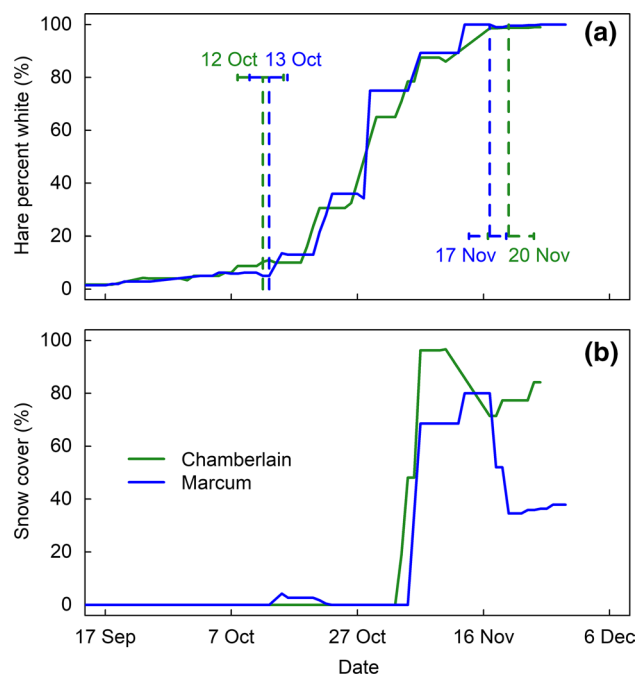 (a)
Hare percent white (%)
100
80
60
40
20
0
12 Oct 13 Oct
17 Nov 20 Nov
(b)
Snow cover (%)
100
80
60
40
20
0
Chamberlain
Marcum
17 Sep 7 Oct 27 Oct 16 Nov 6 Dec
Date